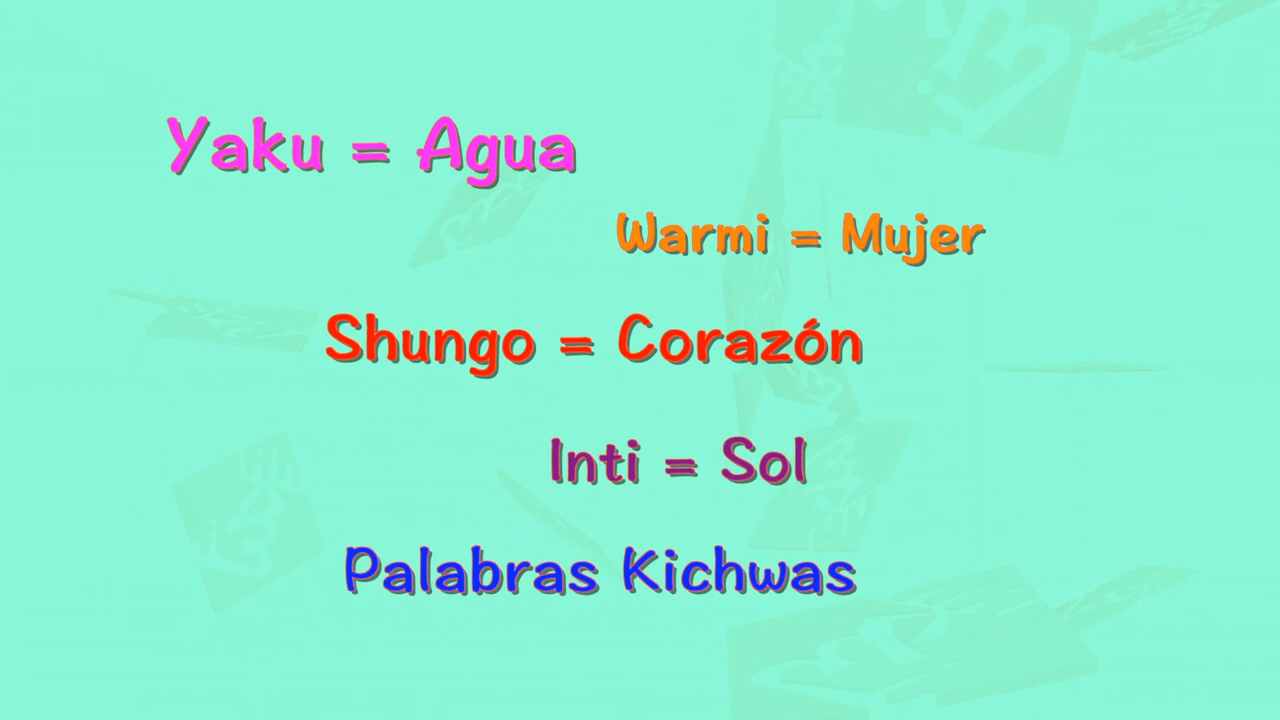 Yaku = Agua
Warmi = Mujer
Shungo = Corazón
Inti = Sol
Palabras Kichwas